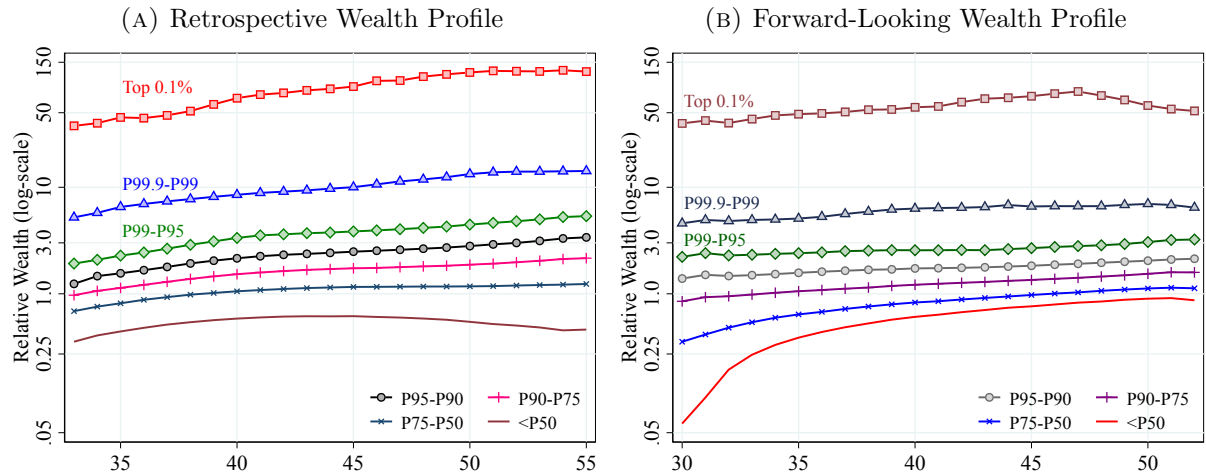 (A) Retrospective Wealth Profile
Relative Wealth (log-scale)
150
50
10
3.0
1.0
0.25
.05
Top 0.1%
P99.9-P99
P99-P95
P95-P90
P90-P75
P75-P50
<P50
35
40
45
50
55
(B) Forward-Looking Wealth Profile
Relative Wealth (log-scale)
150
50
10
3.0
1.0
0.25
.05
Top 0.1%
P99.9-P99
P99-P95
P95-P90
P90-P75
P75-P50
<P50
30
35
40
45
50